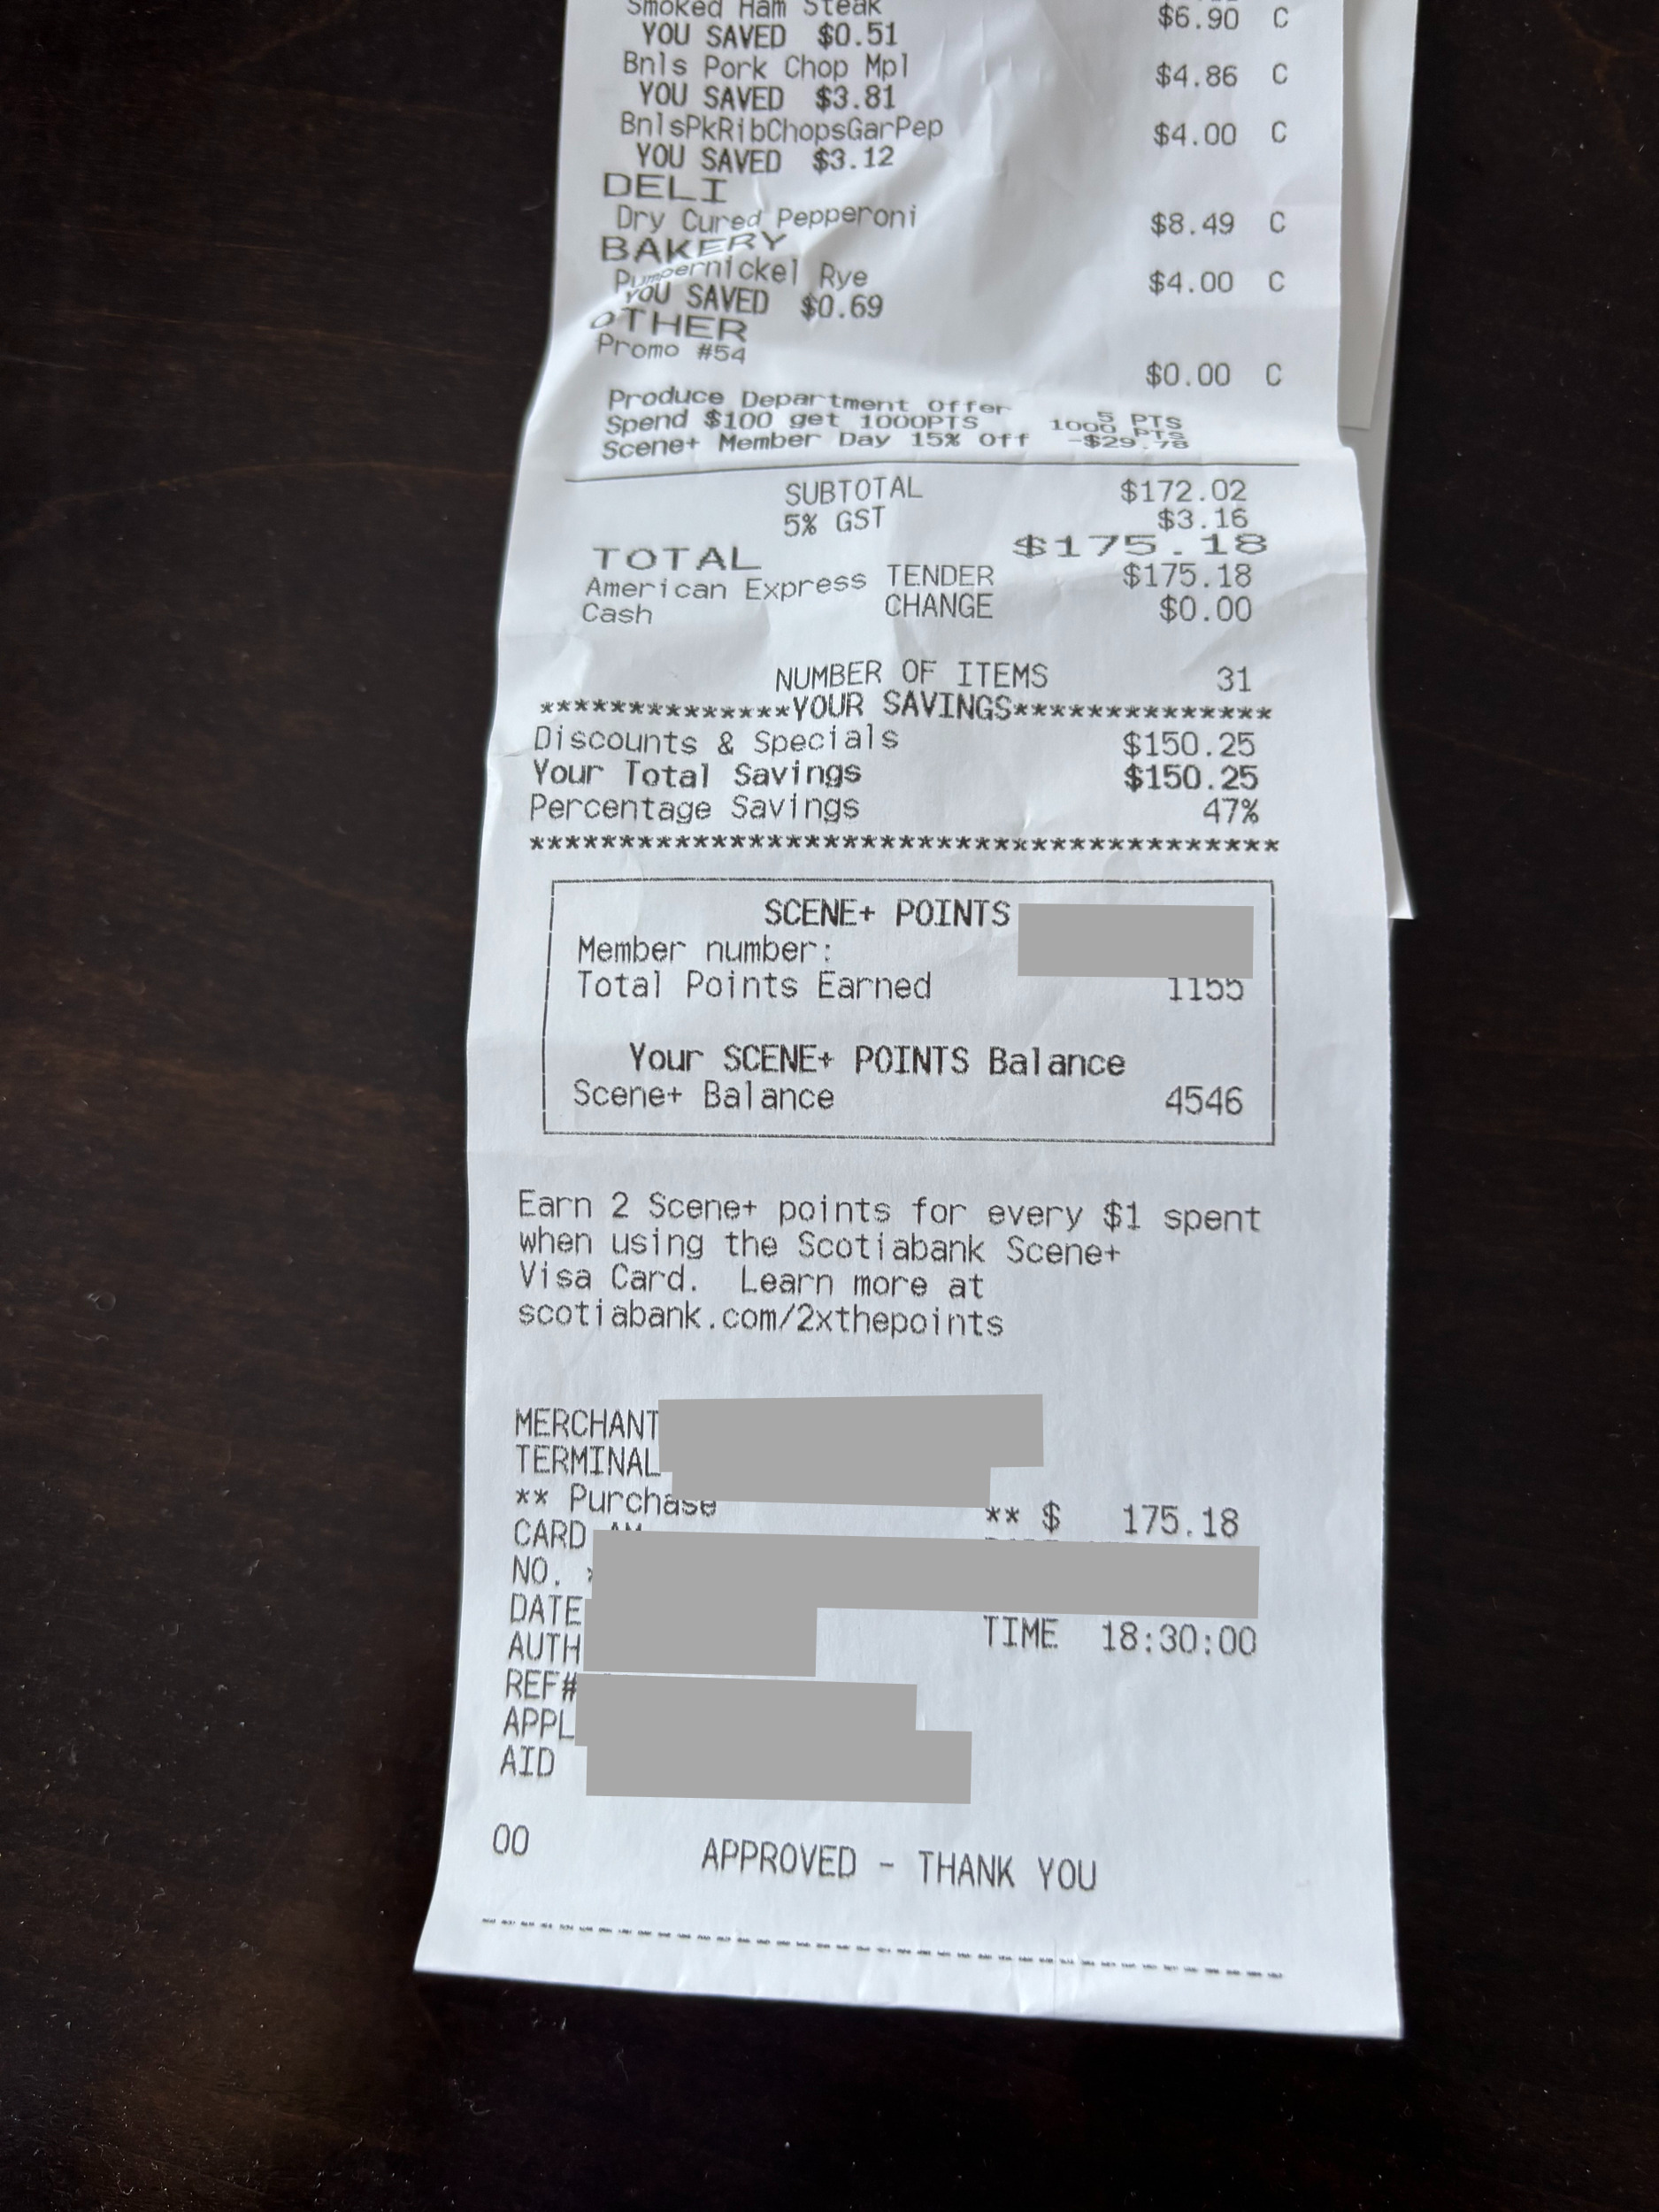 Smoked Ham Steak $6.90 C
YOU SAVED $0.51
Bnls Pork Chop Mpl $4.86 C
YOU SAVED $3.81
BnlsPkRibChopsGarPep $4.00 C
YOU SAVED $3.12
DELI
Dry Cured Pepperoni $8.49 C
BAKERY
Pumpernickel Rye $4.00 C
YOU SAVED $0.69
OTHER
Promo #54 $0.00 C
Produce Department Offer 5 PTS
Spend $100 get 1000PTS 1000 PTS
Scene+ Member Day 15% Off -$29.78
SUBTOTAL $172.02
5% GST $3.16
TOTAL $175.18
American Express TENDER $175.18
Cash CHANGE $0.00
NUMBER OF ITEMS 31
**************YOUR SAVINGS**************
Discounts & Specials $150.25
Your Total Savings $150.25
Percentage Savings 47%
******************************************
SCENE+ POINTS
Member number:
Total Points Earned 1155
Your SCENE+ POINTS Balance
Scene+ Balance 4546
Earn 2 Scene+ points for every $1 spent
when using the Scotiabank Scene+
Visa Card. Learn more at
scotiabank.com/2xthepoints
MERCHANT
TERMINAL
** Purchase ** $ 175.18
CARD
NO.
DATE TIME 18:30:00
AUTH
REF#
APPL
AID
00 APPROVED - THANK YOU